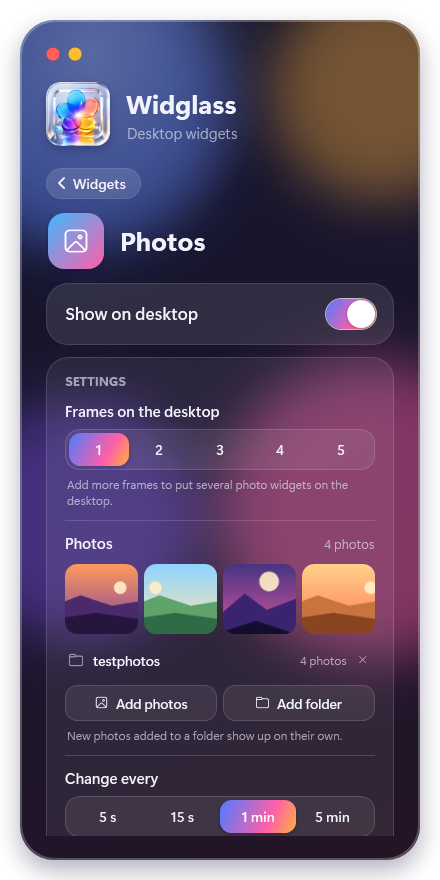 Widglass
Desktop widgets
Widgets
Photos
Show on desktop
SETTINGS
Frames on the desktop
1 2 3 4 5
Add more frames to put several photo widgets on the
desktop.
Photos 4 photos
testphotos 4 photos ×
Add photos Add folder
New photos added to a folder show up on their own.
Change every
5 s 15 s 1 min 5 min